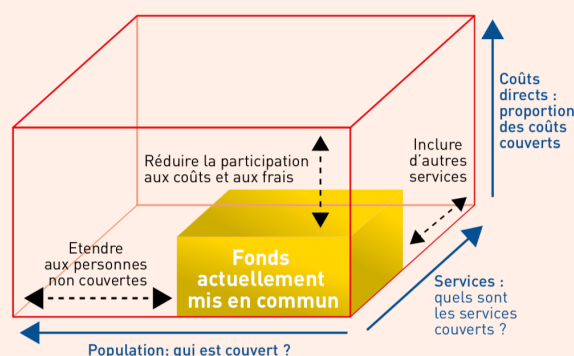 Coûts
directs :
proportion
des coûts
couverts
Réduire la participation
aux coûts et aux frais
Inclure
d'autres
services
Etendre
aux personnes
non couvertes
Fonds
actuellement
mis en commun
Services :
quels sont
les services
couverts ?
Population: qui est couvert ?